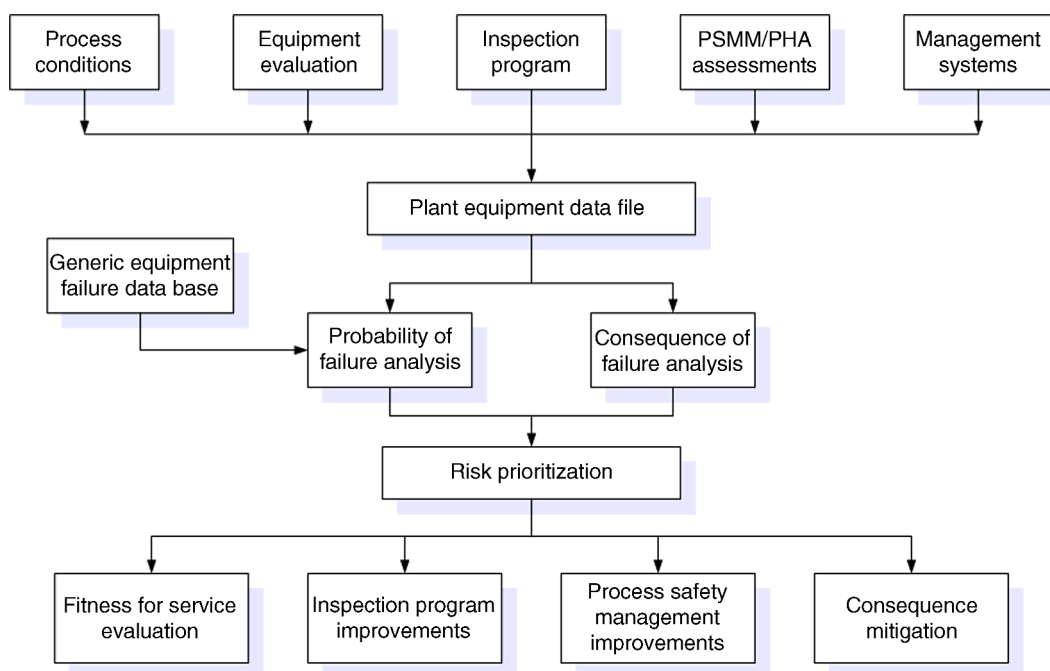 Process
conditions
Equipment
evaluation
Inspection
program
PSMM/PHA
assessments
Management
systems
Plant equipment data file
Generic equipment
failure data base
Probability of
failure analysis
Consequence of
failure analysis
Risk prioritization
Fitness for service
evaluation
Inspection program
improvements
Process safety
management
improvements
Consequence
mitigation